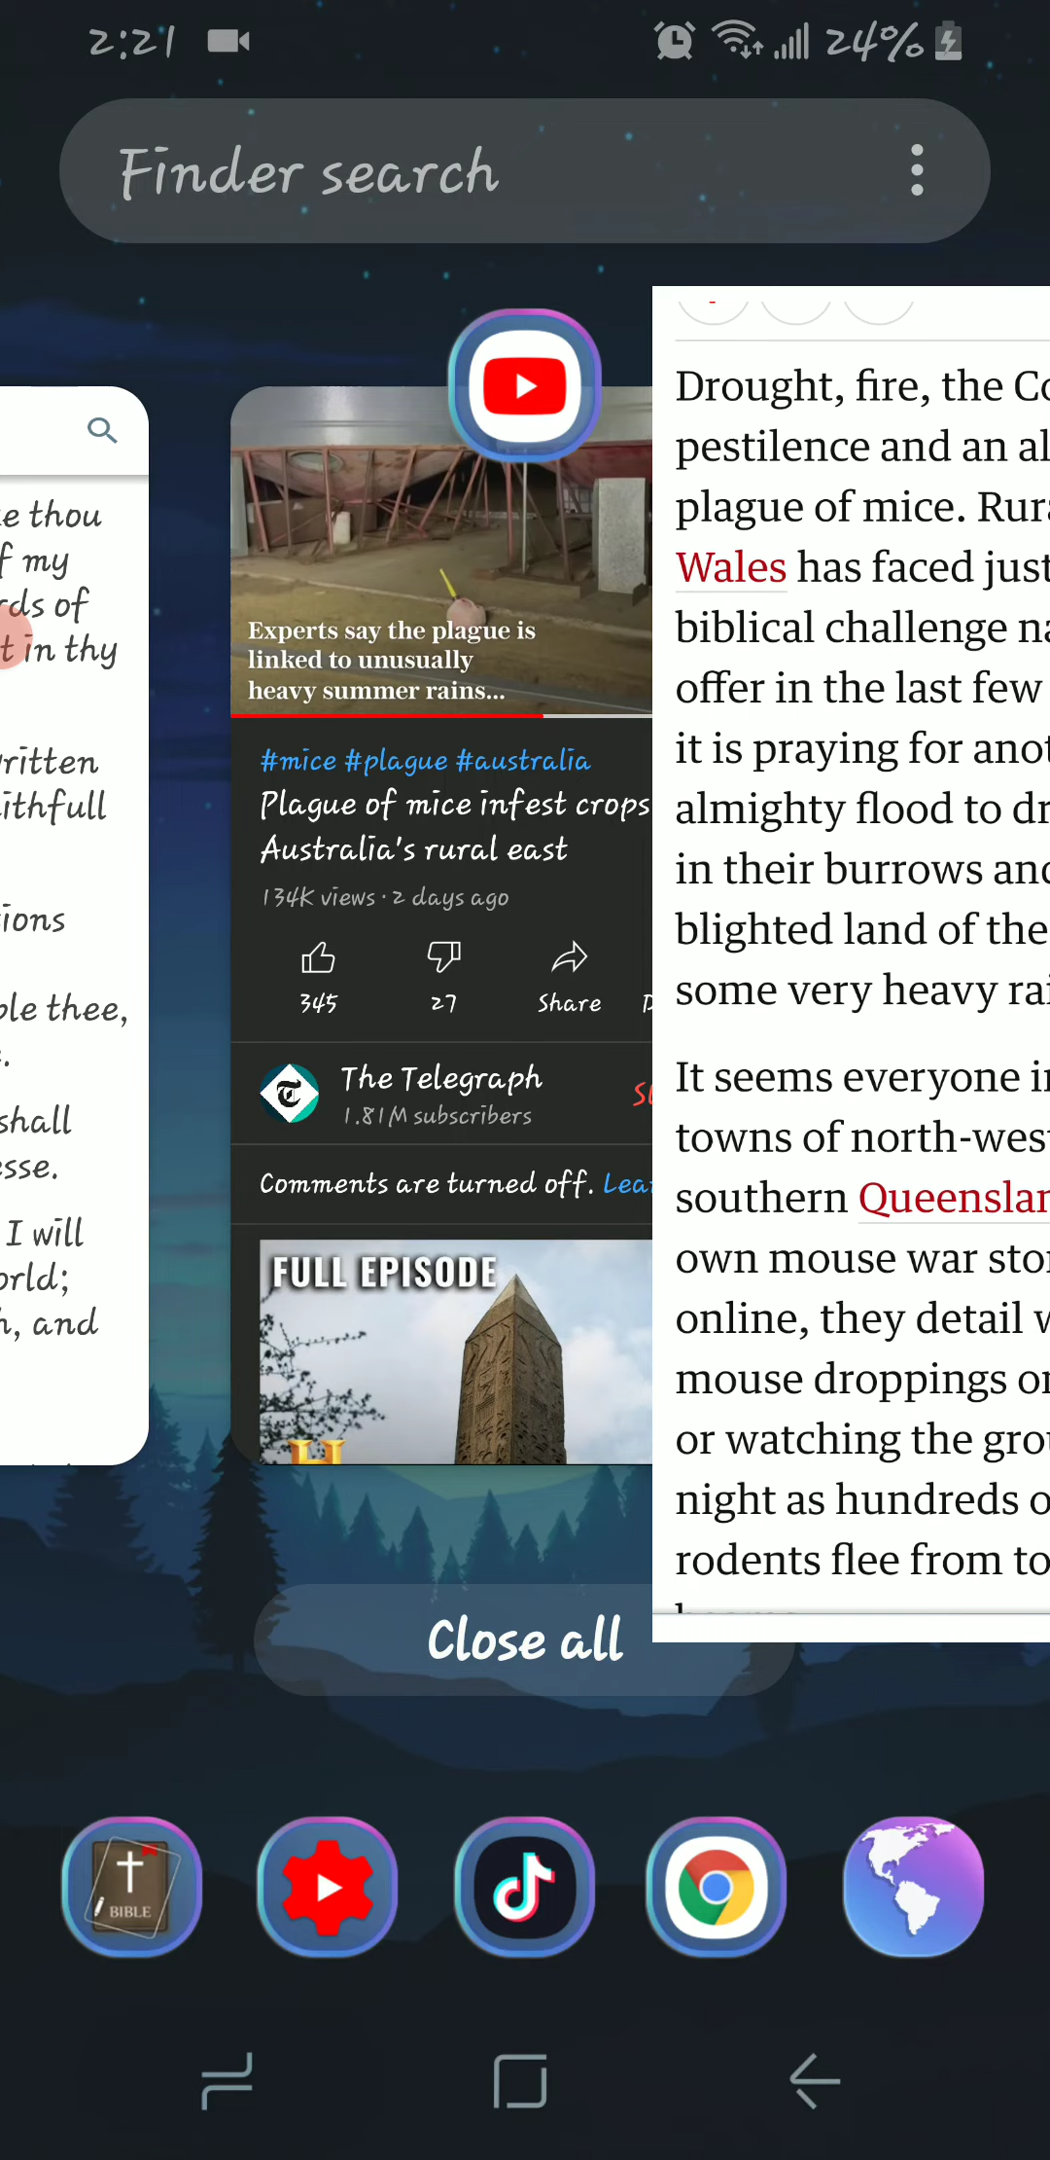 2:21
24%
Finder search
e thou
f my
rds of
t in thy
ritten
ithfull
ions
ble thee,
shall
esse.
I will
orld;
h, and
Experts say the plague is
linked to unusually
heavy summer rains...
#mice #plague #australia
Plague of mice infest crops
Australia's rural east
134K views · 2 days ago
345
27
Share
The Telegraph
1.81M subscribers
Comments are turned off. Lea
FULL EPISODE
H
Drought, fire, the Co
pestilence and an al
plague of mice. Rura
Wales has faced just
biblical challenge na
offer in the last few
it is praying for anot
almighty flood to dr
in their burrows and
blighted land of the
some very heavy rai
It seems everyone in
towns of north-west
southern Queenslan
own mouse war stor
online, they detail w
mouse droppings on
or watching the grou
night as hundreds o
rodents flee from to
Close all
BIBLE